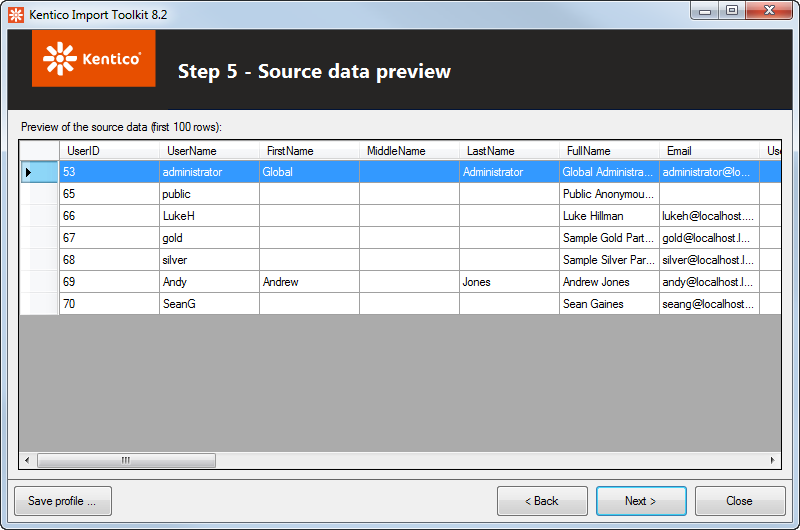 Kentico Import Toolkit 8.2
Kentico
Step 5 - Source data preview
Preview of the source data (first 100 rows):
UserID UserName FirstName MiddleName LastName FullName Email Use
53 administrator Global Administrator Global Administra... administrator@lo...
65 public Public Anonymou...
66 LukeH Luke Hillman lukeh@localhost....
67 gold Sample Gold Part... gold@localhost.l...
68 silver Sample Silver Par... silver@localhost...
69 Andy Andrew Jones Andrew Jones andy@localhost.l...
70 SeanG Sean Gaines seang@localhost...
Save profile ... < Back Next > Close